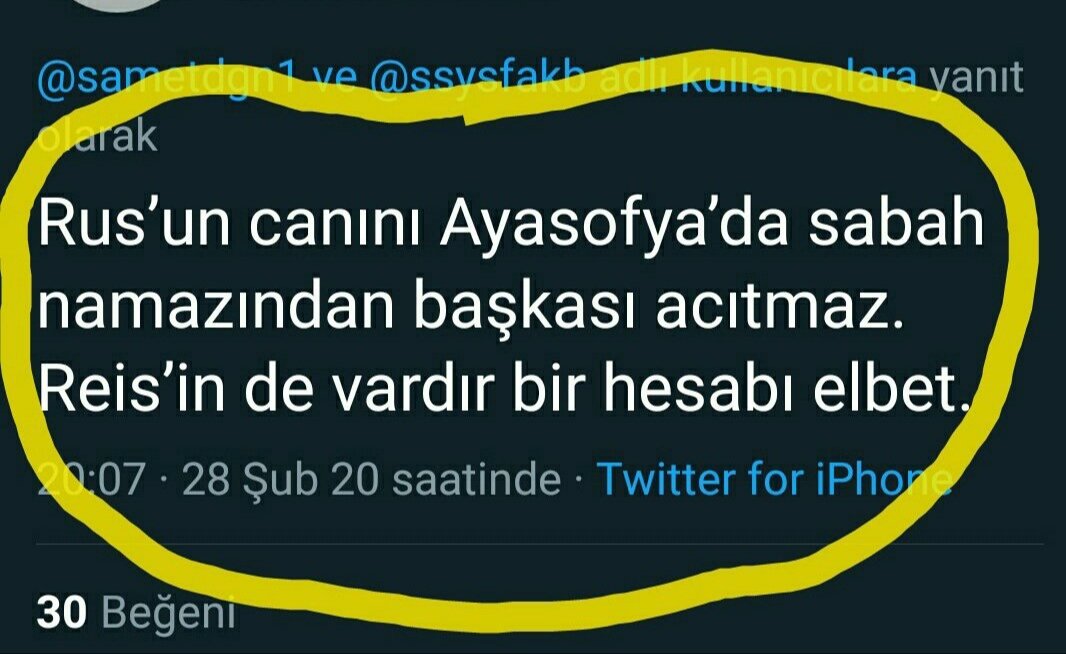 @sametdgn1 ve @ssysfakb adlı kullanıcılara yanıt
olarak
Rus’un canını Ayasofya’da sabah
namazından başkası acıtmaz.
Reis’in de vardır bir hesabı elbet.
20:07 · 28 Şub 20 saatinde · Twitter for iPhone
30 Beğeni